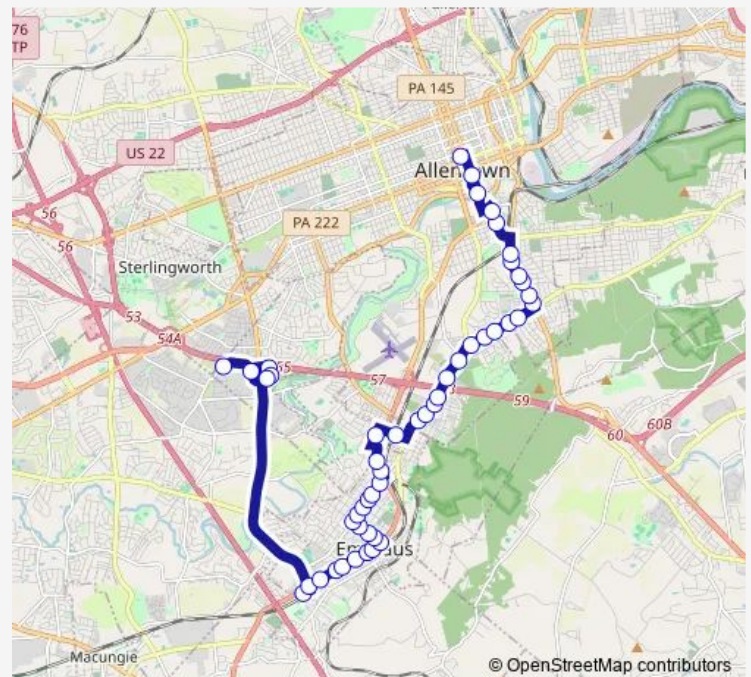 76
TP
PA 145
US 22
Allentown
PA 222
56
56
Sterlingworth
53
54A
55
57
58
59
60
60B
Emmaus
Macungie
© OpenStreetMap contributors